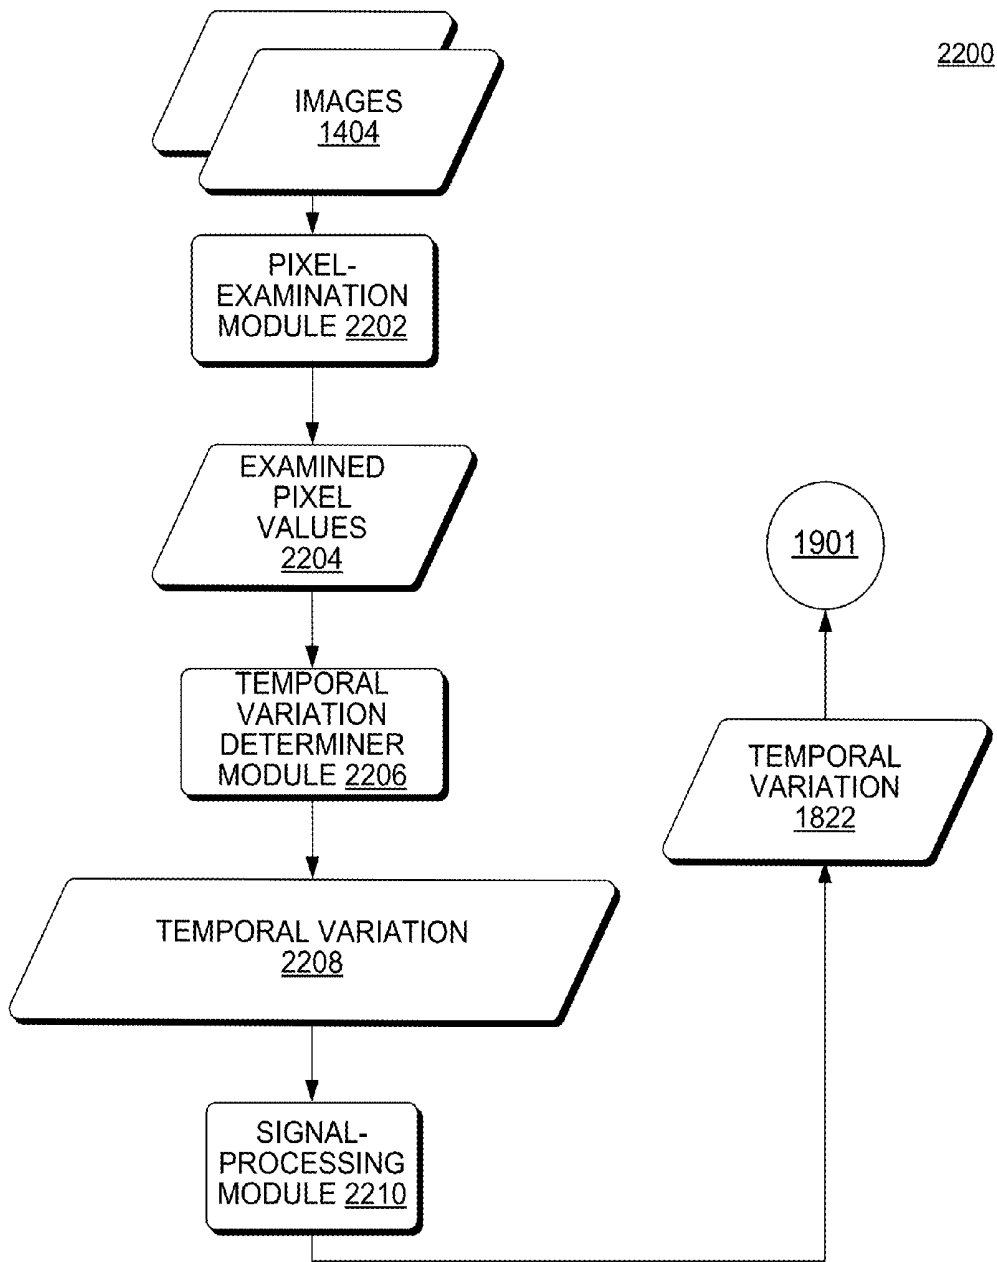 2200
IMAGES
1404
PIXEL-
EXAMINATION
MODULE 2202
EXAMINED
PIXEL
VALUES
2204
TEMPORAL
VARIATION
DETERMINER
MODULE 2206
TEMPORAL VARIATION
2208
SIGNAL-
PROCESSING
MODULE 2210
TEMPORAL
VARIATION
1822
1901